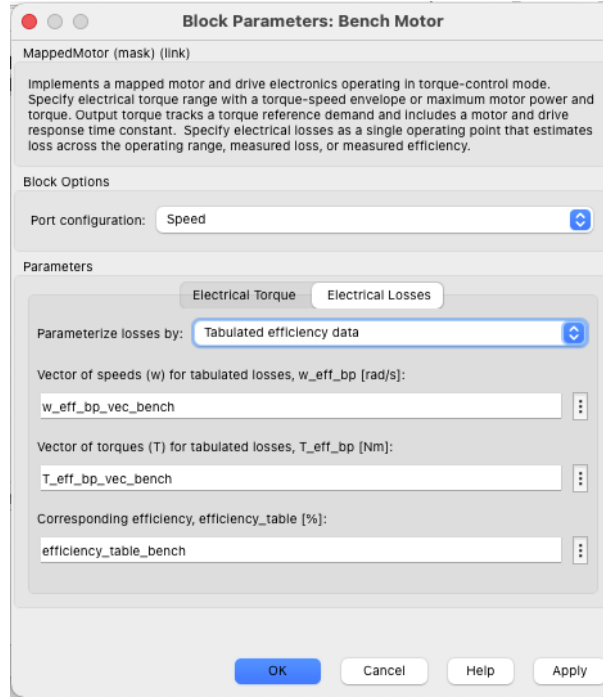 Block Parameters: Bench Motor
MappedMotor (mask) (link)
Implements a mapped motor and drive electronics operating in torque-control mode.
Specify electrical torque range with a torque-speed envelope or maximum motor power and
torque. Output torque tracks a torque reference demand and includes a motor and drive
response time constant.  Specify electrical losses as a single operating point that estimates
loss across the operating range, measured loss, or measured efficiency.
Block Options
Port configuration: Speed
Parameters
Electrical Torque Electrical Losses
Parameterize losses by: Tabulated efficiency data
Vector of speeds (w) for tabulated losses, w_eff_bp [rad/s]:
w_eff_bp_vec_bench
Vector of torques (T) for tabulated losses, T_eff_bp [Nm]:
T_eff_bp_vec_bench
Corresponding efficiency, efficiency_table [%]:
efficiency_table_bench
OK Cancel Help Apply